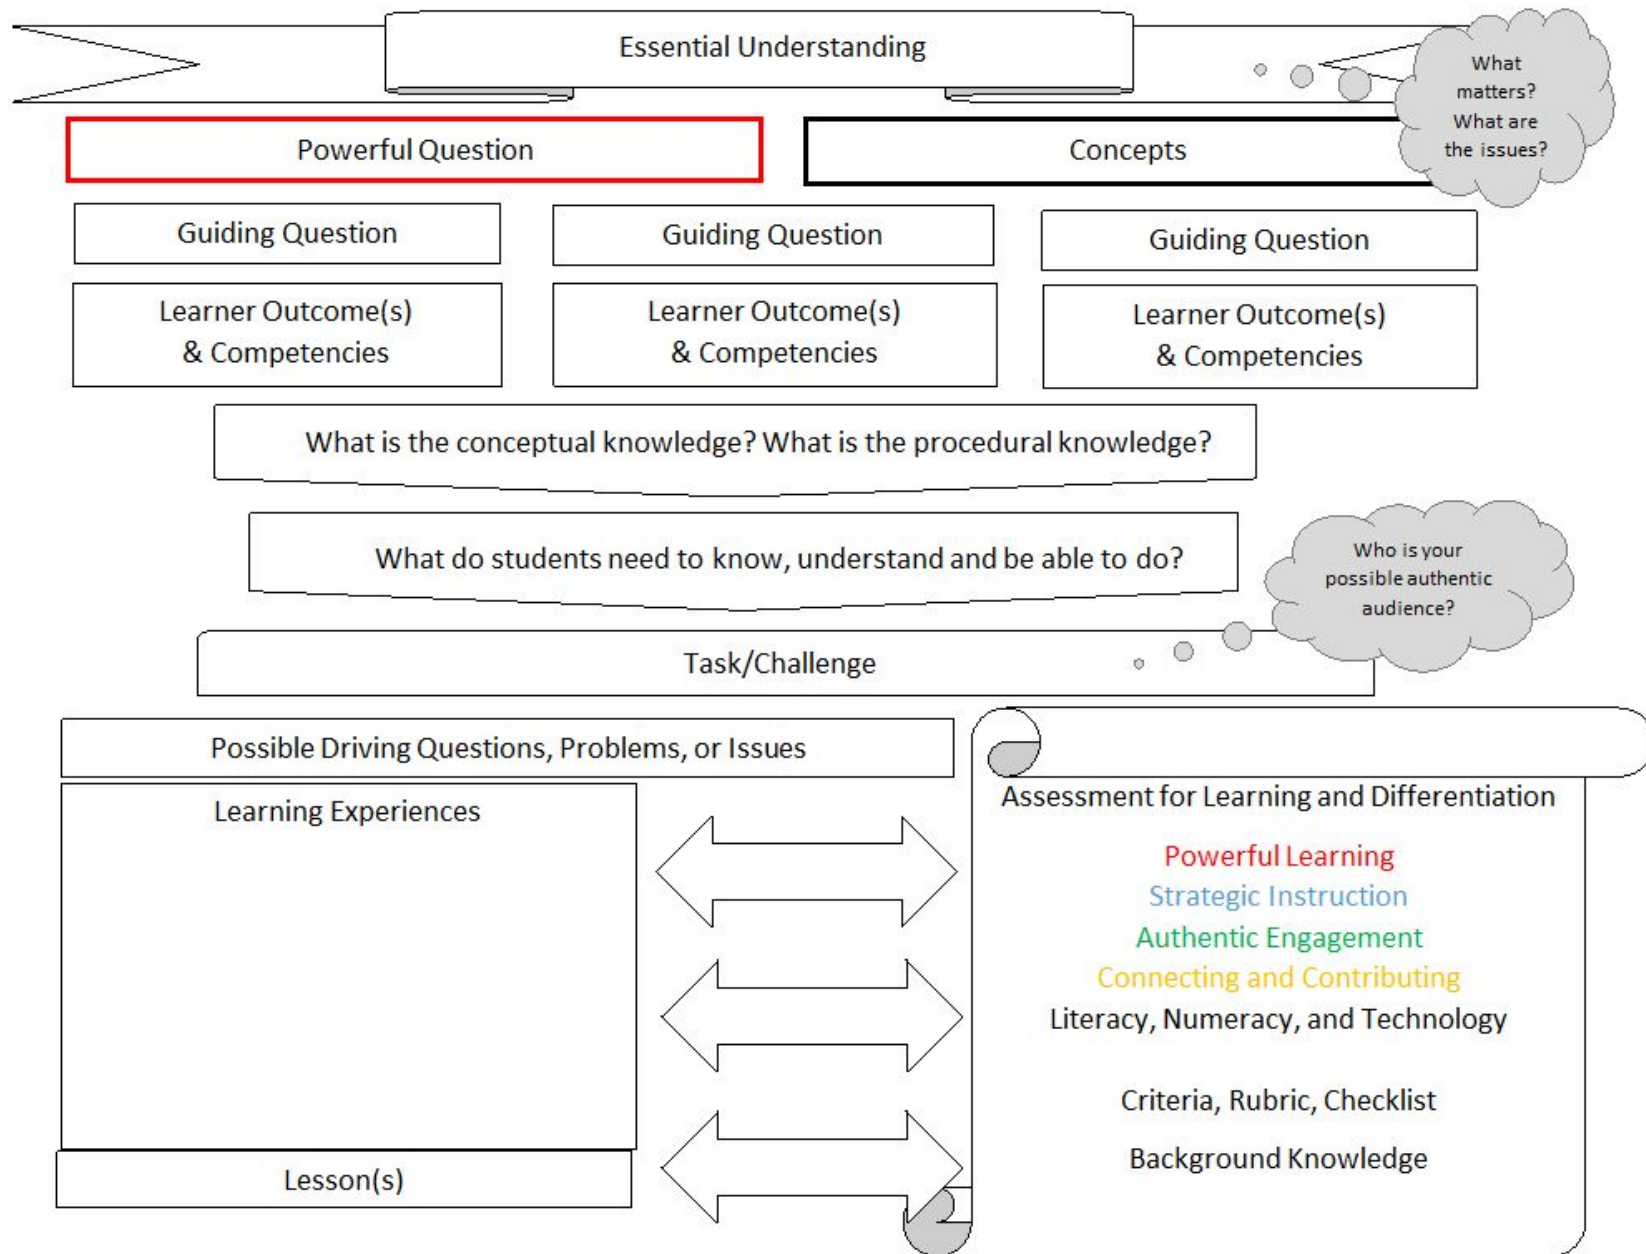 Essential Understanding
What
matters?
What are
the issues?
Powerful Question
Concepts
Guiding Question
Guiding Question
Guiding Question
Learner Outcome(s)
& Competencies
Learner Outcome(s)
& Competencies
Learner Outcome(s)
& Competencies
What is the conceptual knowledge? What is the procedural knowledge?
What do students need to know, understand and be able to do?
Who is your
possible authentic
audience?
Task/Challenge
Possible Driving Questions, Problems, or Issues
Learning Experiences
Lesson(s)
Assessment for Learning and Differentiation
Powerful Learning
Strategic Instruction
Authentic Engagement
Connecting and Contributing
Literacy, Numeracy, and Technology
Criteria, Rubric, Checklist
Background Knowledge